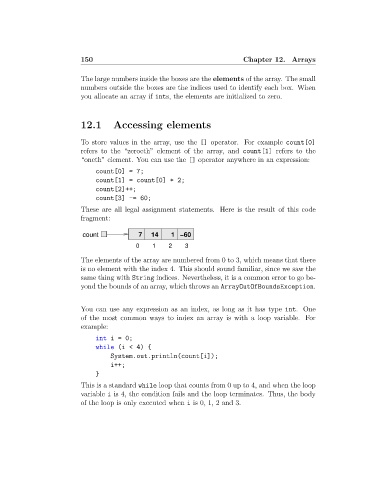 150 Chapter 12. Arrays
The large numbers inside the boxes are the elements of the array. The small
numbers outside the boxes are the indices used to identify each box. When
you allocate an array if ints, the elements are initialized to zero.
12.1 Accessing elements
To store values in the array, use the [] operator. For example count[0]
refers to the “zeroeth” element of the array, and count[1] refers to the
“oneth” element. You can use the [] operator anywhere in an expression:
count[0] = 7;
count[1] = count[0] * 2;
count[2]++;
count[3] -= 60;
These are all legal assignment statements. Here is the result of this code
fragment:
count 7 14 1 −60
0 1 2 3
The elements of the array are numbered from 0 to 3, which means that there
is no element with the index 4. This should sound familiar, since we saw the
same thing with String indices. Nevertheless, it is a common error to go be-
yond the bounds of an array, which throws an ArrayOutOfBoundsException.
You can use any expression as an index, as long as it has type int. One
of the most common ways to index an array is with a loop variable. For
example:
int i = 0;
while (i < 4) {
System.out.println(count[i]);
i++;
}
This is a standard while loop that counts from 0 up to 4, and when the loop
variable i is 4, the condition fails and the loop terminates. Thus, the body
of the loop is only executed when i is 0, 1, 2 and 3.